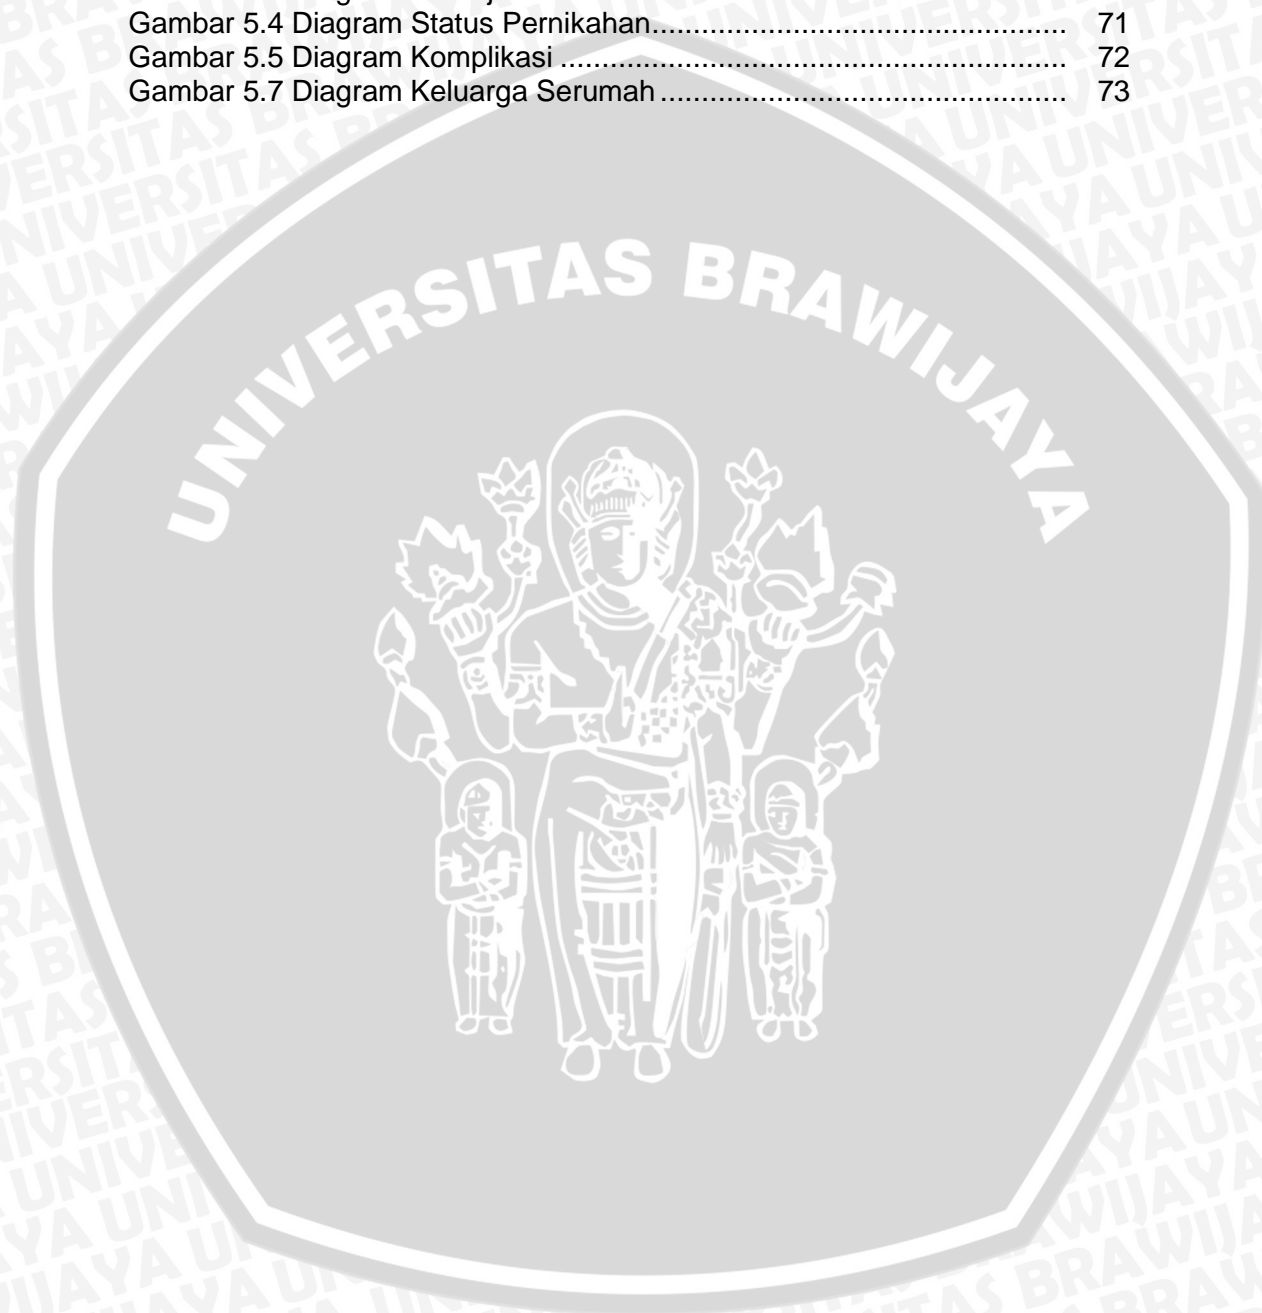 Gambar 5.4 Diagram Status Pernikahan.................................................. 71
Gambar 5.5 Diagram Komplikasi ............................................................. 72
Gambar 5.7 Diagram Keluarga Serumah ................................................. 73
UNIVERSITAS BRAWIJAYA